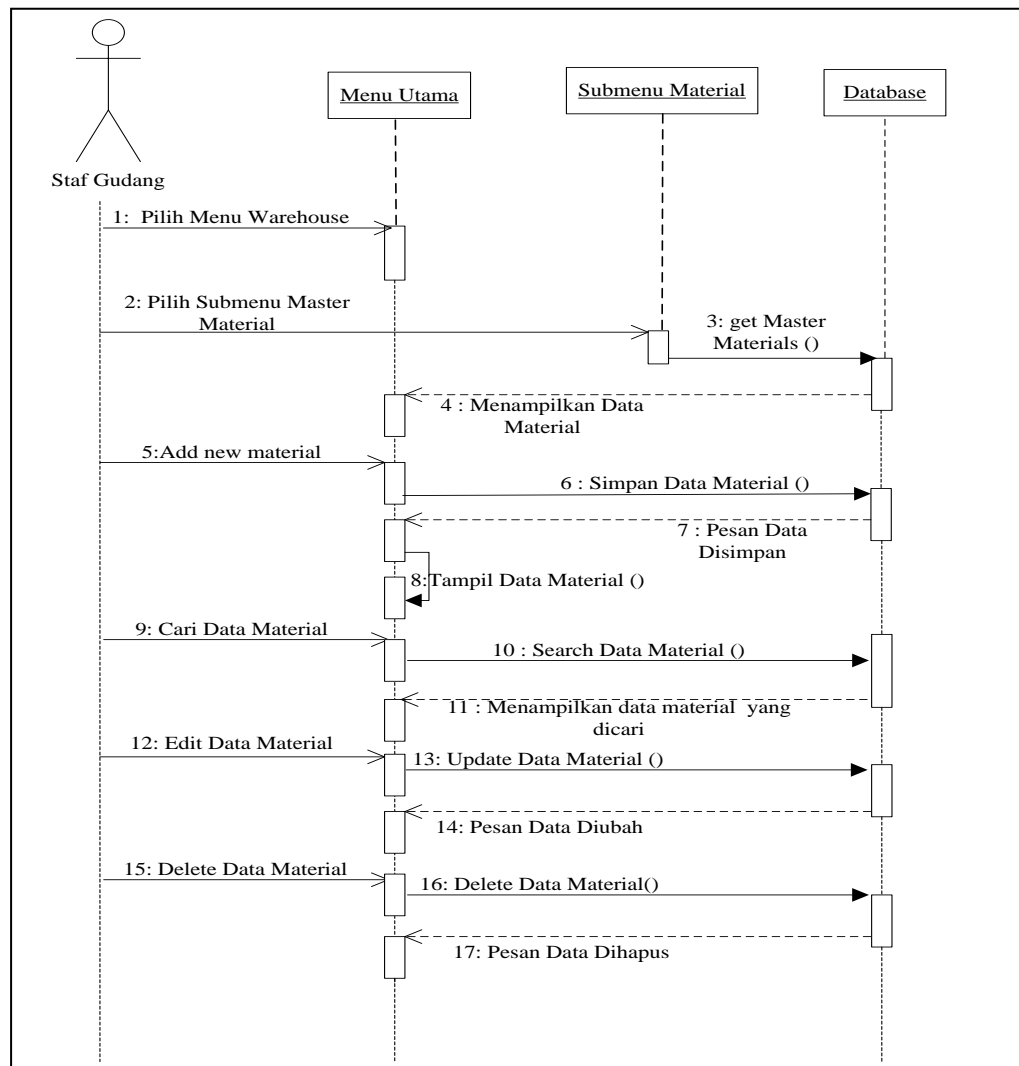 Menu Utama
Submenu Material
Database
Staf Gudang
1:  Pilih Menu Warehouse
2: Pilih Submenu Master
Material
3: get Master
Materials ()
4 : Menampilkan Data
Material
5:Add new material
6 : Simpan Data Material ()
7 : Pesan Data
Disimpan
8:Tampil Data Material ()
9: Cari Data Material
10 : Search Data Material ()
11 : Menampilkan data material  yang
dicari
12: Edit Data Material
13: Update Data Material ()
14: Pesan Data Diubah
15: Delete Data Material
16: Delete Data Material()
17: Pesan Data Dihapus